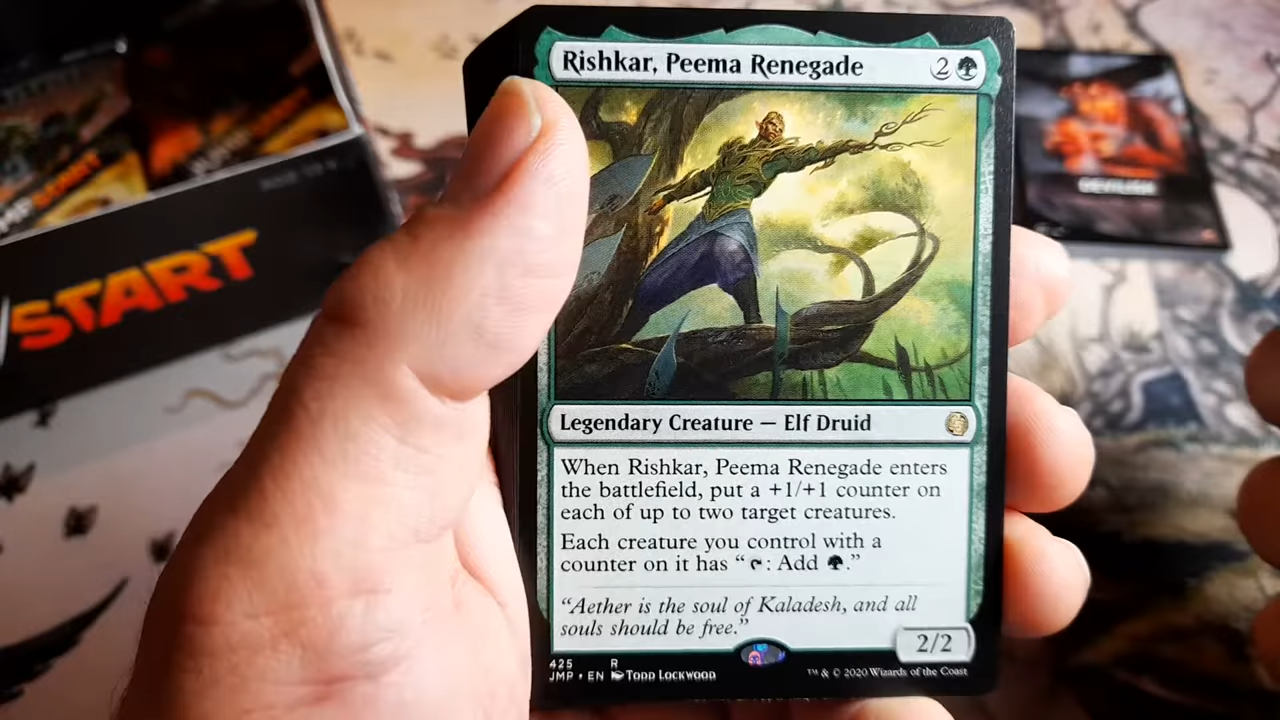 Rishkar, Peema Renegade 2
START
DEVILISH
Legendary Creature — Elf Druid
When Rishkar, Peema Renegade enters
the battlefield, put a +1/+1 counter on
each of up to two target creatures.
Each creature you control with a
counter on it has “: Add .”
“Aether is the soul of Kaladesh, and all
souls should be free.”
2/2
425 R
JMP • EN Todd Lockwood
™ & © 2020 Wizards of the Coast